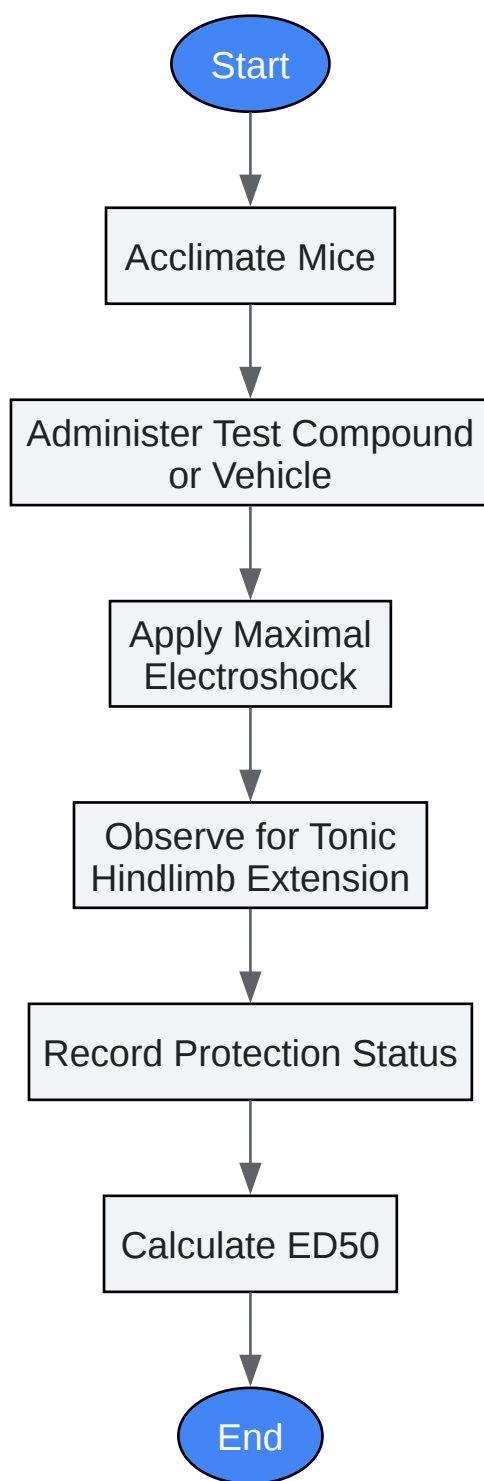 Start
Acclimate Mice
Administer Test Compound
or Vehicle
Apply Maximal
Electroshock
Observe for Tonic
Hindlimb Extension
Record Protection Status
Calculate ED50
End